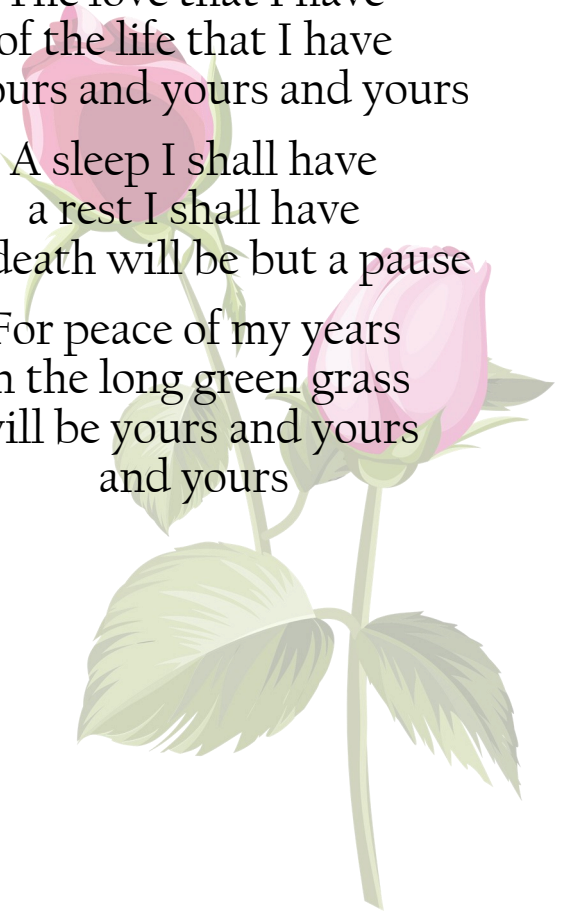 The love that I have
of the life that I have
ours and yours and yours
A sleep I shall have
a rest I shall have
death will be but a pause
For peace of my years
n the long green grass
ill be yours and yours
and yours